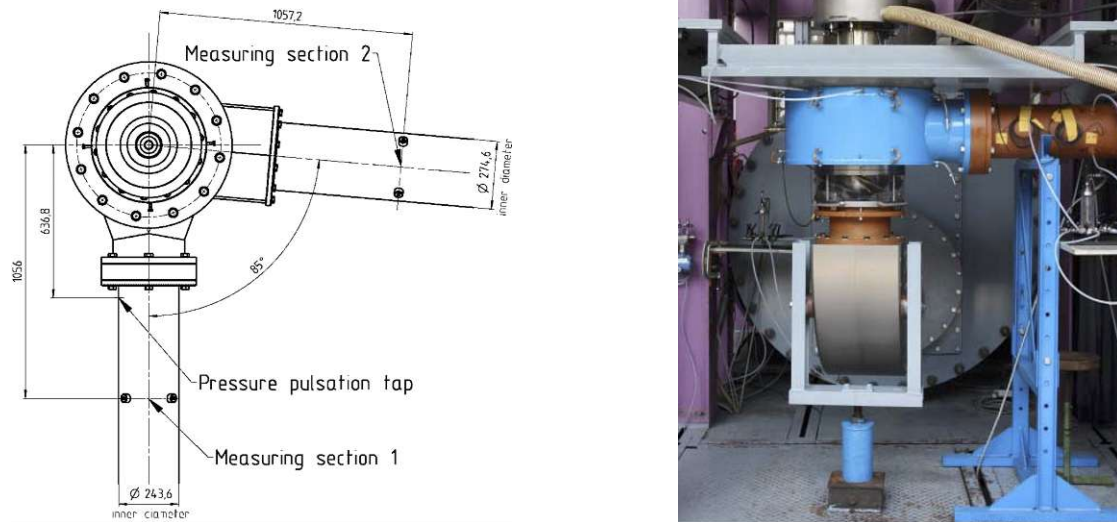 1057,2
Measuring section 2
Ø 274,6
inner diameter
636,8
1056
85°
Pressure pulsation tap
Measuring section 1
Ø 243,6
inner diameter